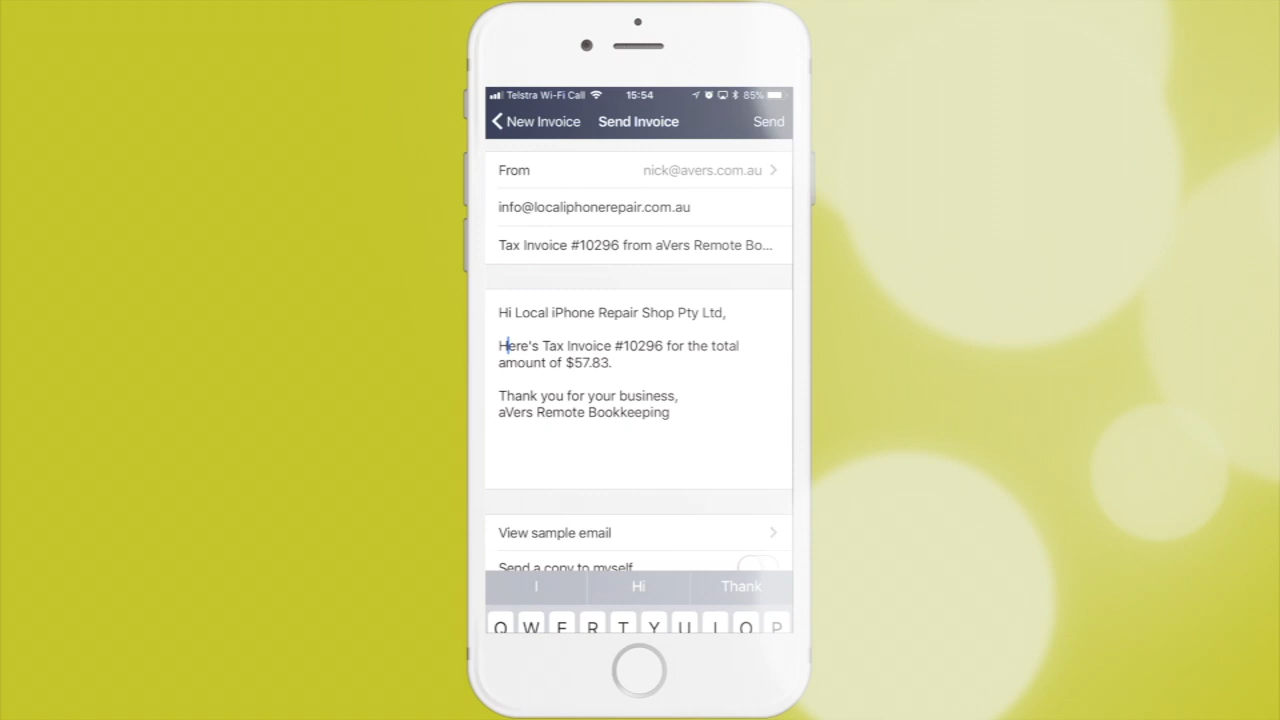 Telstra Wi-Fi Call 15:54 85%
New Invoice Send Invoice Send
From nick@avers.com.au
info@localiphonerepair.com.au
Tax Invoice #10296 from aVers Remote Bo...
Hi Local iPhone Repair Shop Pty Ltd,
Here's Tax Invoice #10296 for the total
amount of $57.83.
Thank you for your business,
aVers Remote Bookkeeping
View sample email
Send a copy to myself
I Hi Thank
Q W E R T Y U I O P